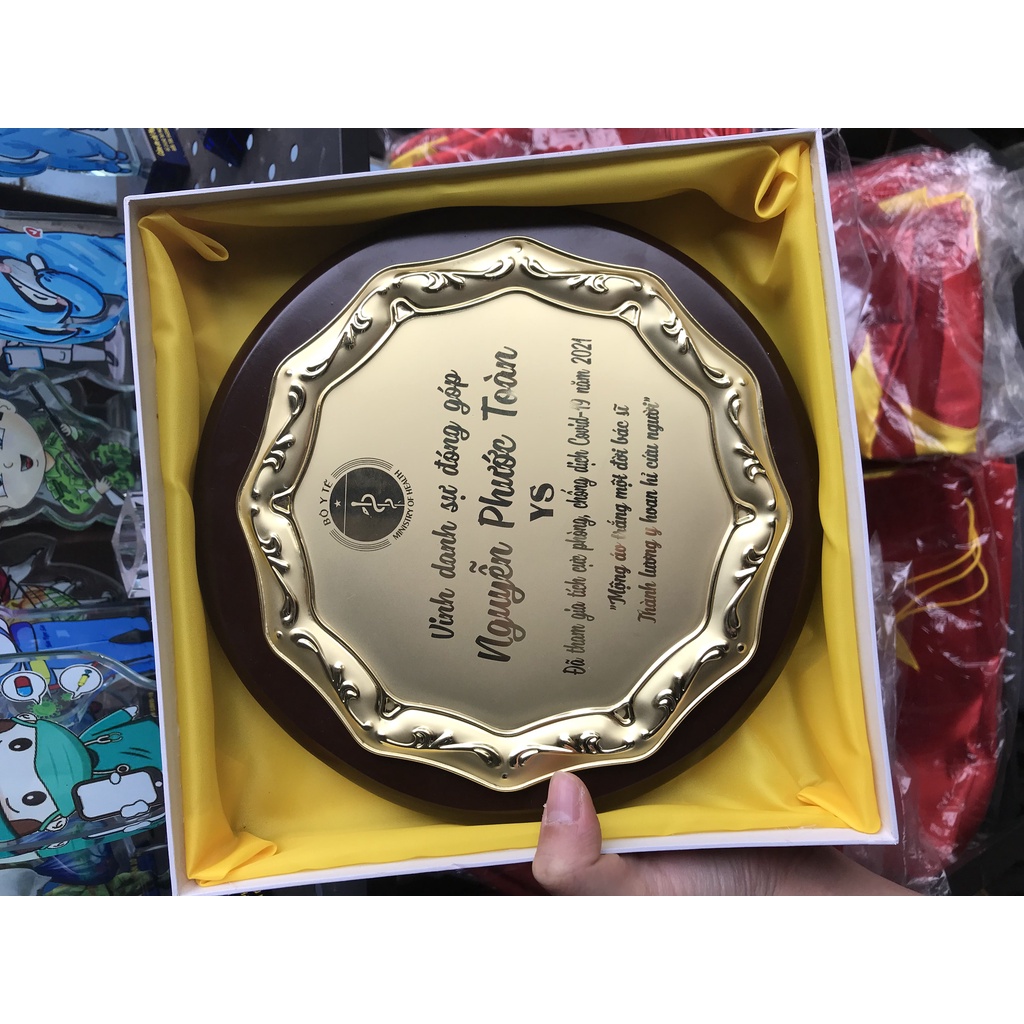 BỘ Y TẾ
MINISTRY OF HEALTH
Vinh danh sự đóng góp
Nguyễn Phước Toàn
YS
Đã tham gia tích cực phòng, chống dịch Covid-19 năm 2021
"Mộng áo trắng một đời bác sĩ
Thành lương y hoan hỉ cứu người"